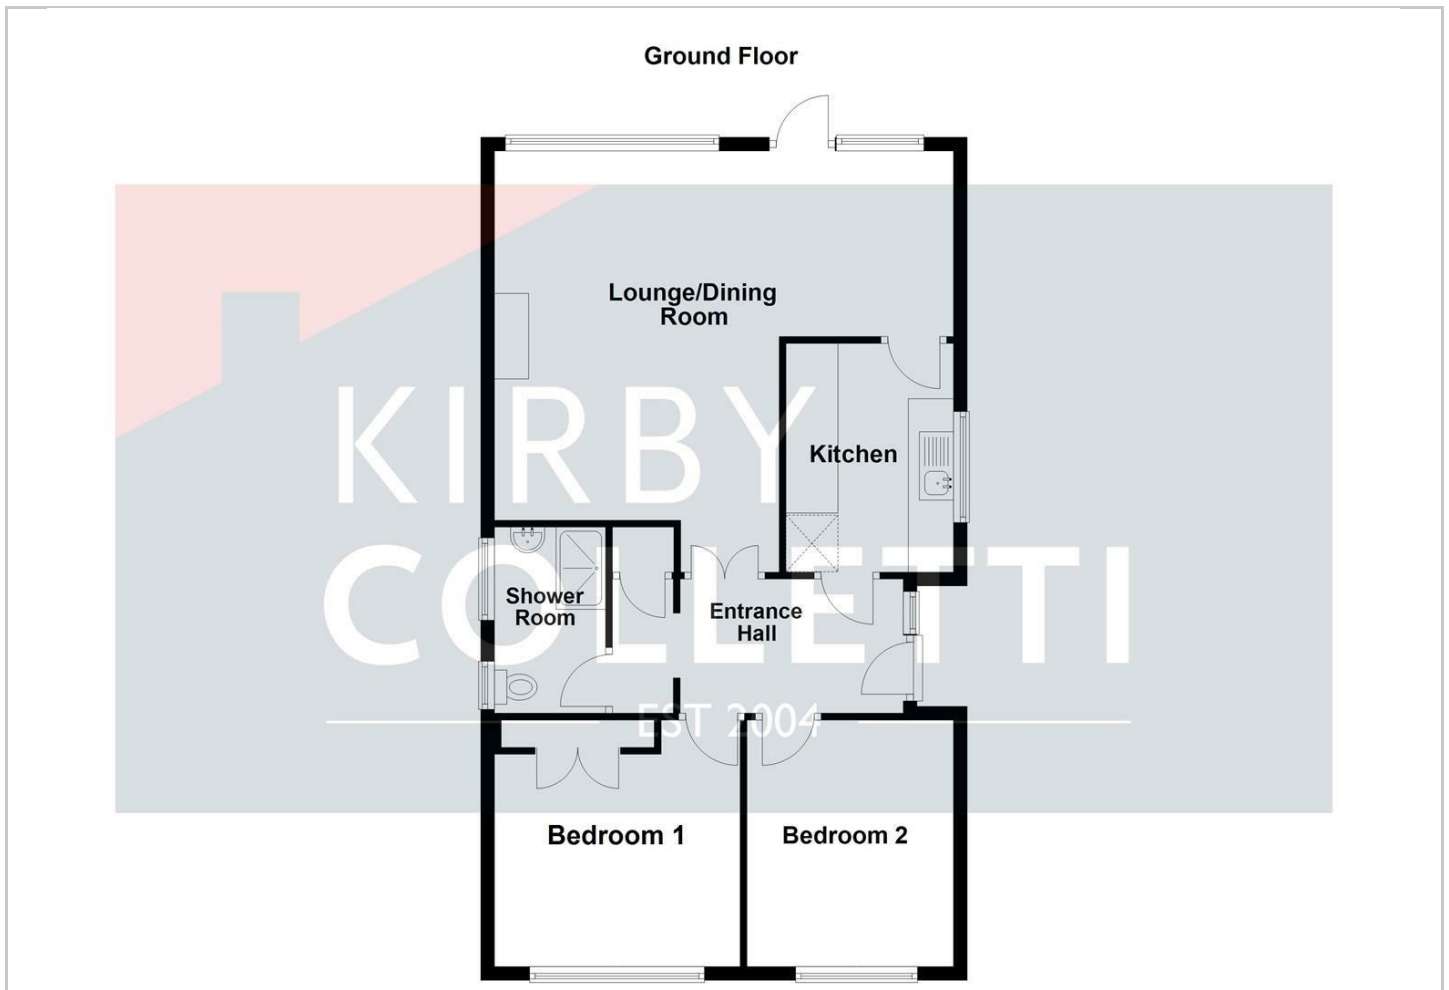 Ground Floor
Lounge/Dining
Room
KIRBY
Kitchen
COLLETTI
Shower
Room
Entrance
Hall
EST 2004
Bedroom 1
Bedroom 2